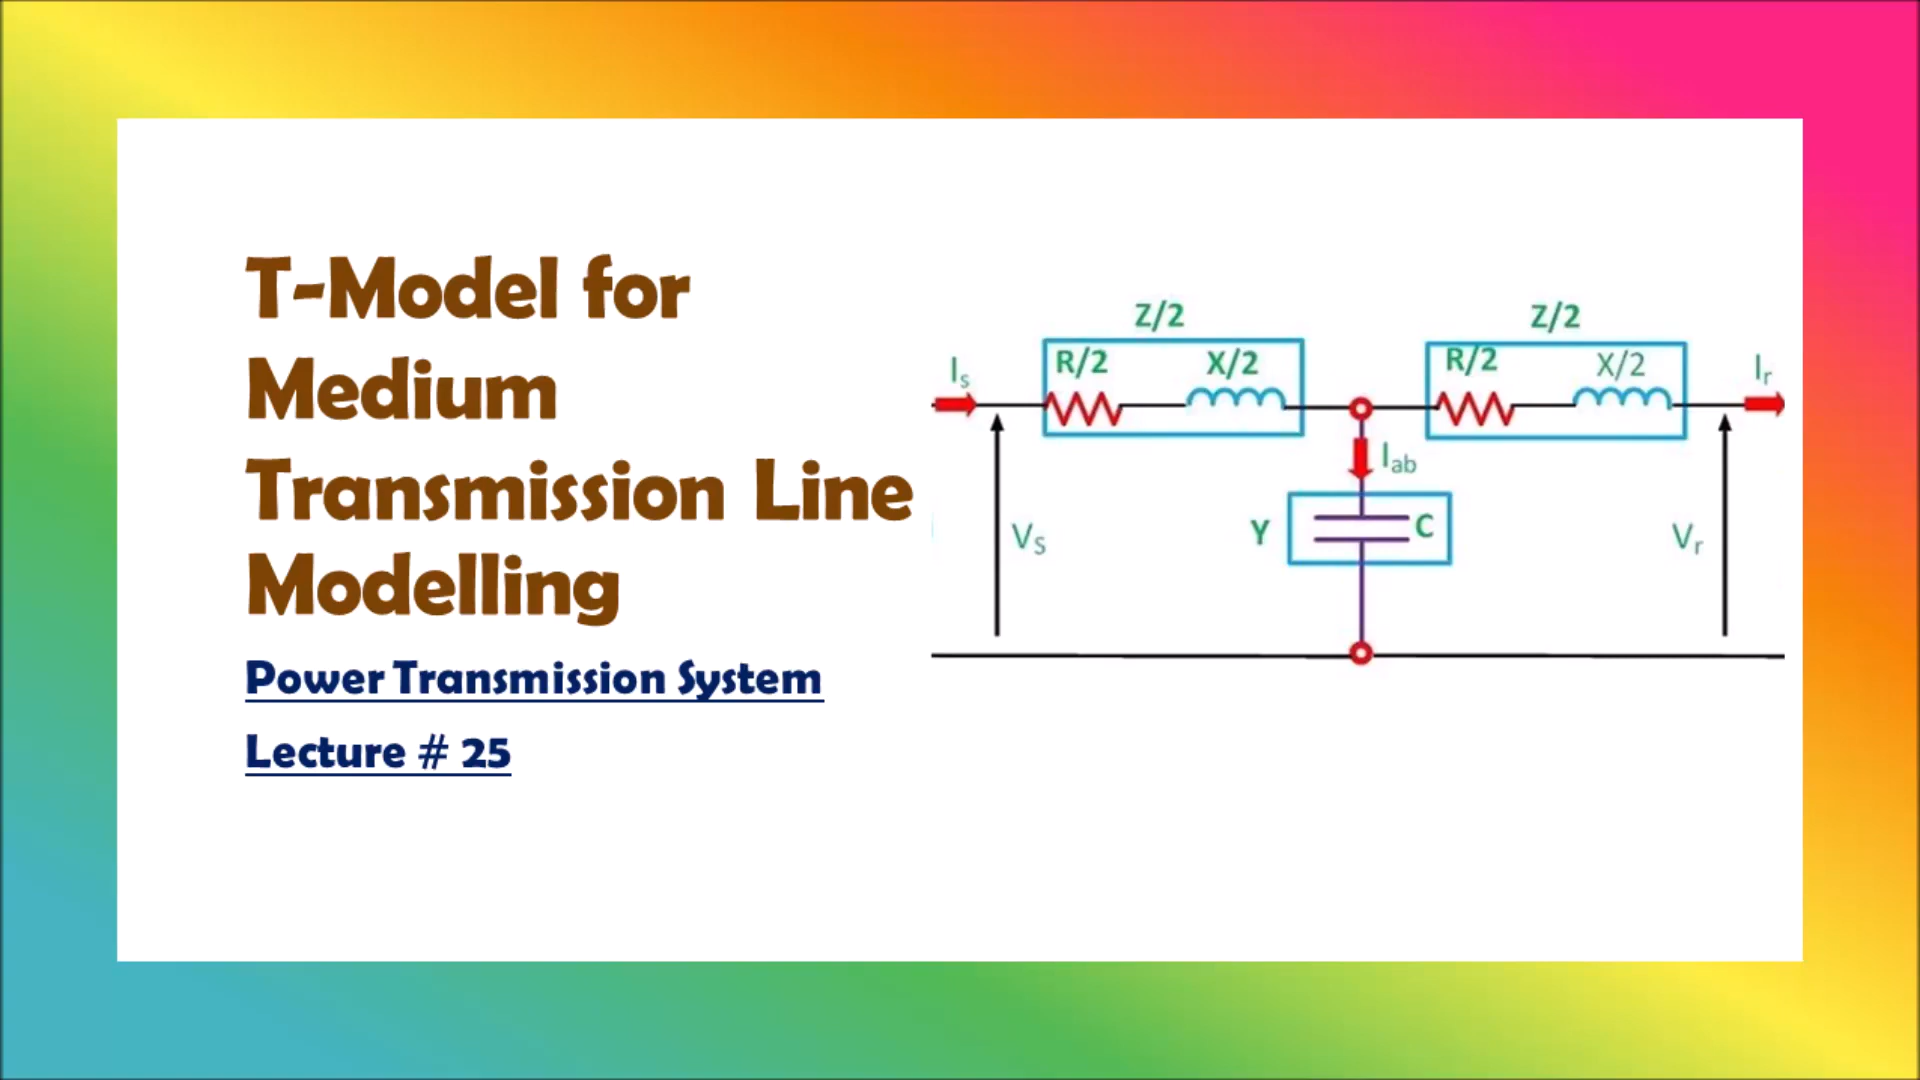 T-Model for
Medium
Transmission Line
Modelling
Power Transmission System
Lecture # 25
Z/2
Z/2
R/2
X/2
R/2
X/2
Is
Ir
Iab
Vs
Y
C
Vr